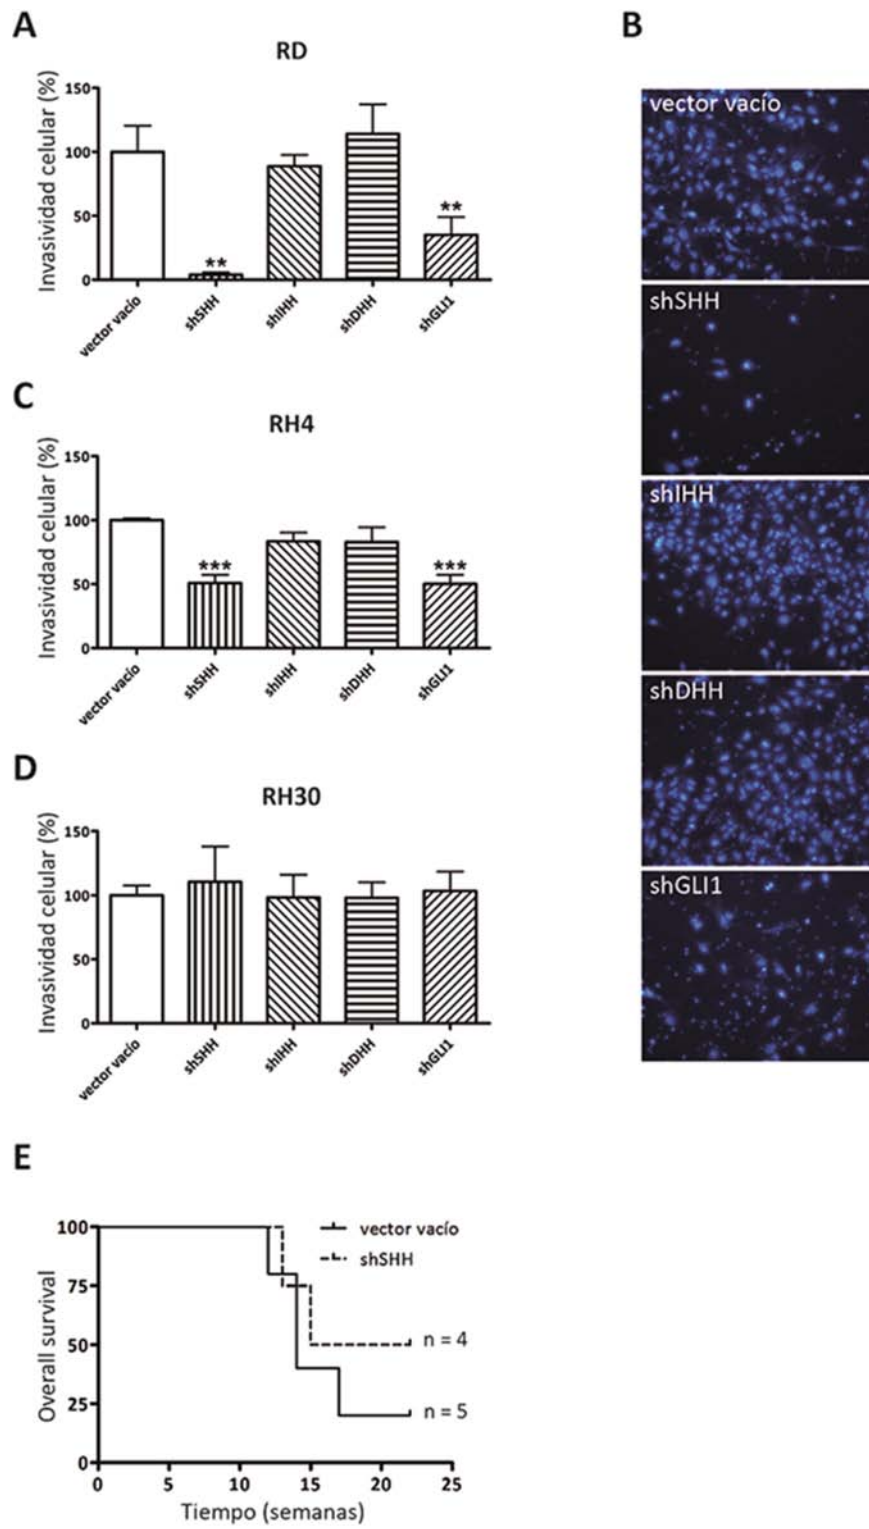 A
RD
Invasividad celular (%)
150
100
50
0
**
**
vector vacío
shSHH
shIHH
shDHH
shGLI1
B
vector vacío
shSHH
shIHH
shDHH
shGLI1
C
RH4
Invasividad celular (%)
150
100
50
0
***
***
vector vacío
shSHH
shIHH
shDHH
shGLI1
D
RH30
Invasividad celular (%)
150
100
50
0
vector vacío
shSHH
shIHH
shDHH
shGLI1
E
Overall survival
100
75
50
25
0
vector vacío
shSHH
n = 4
n = 5
0 5 10 15 20 25
Tiempo (semanas)